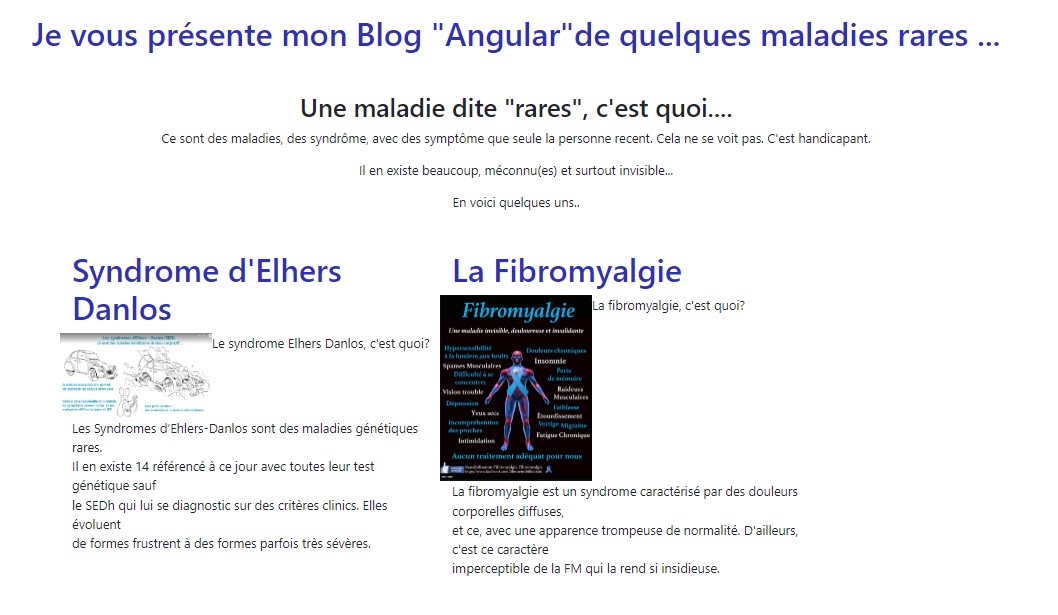 Je vous présente mon Blog "Angular"de quelques maladies rares ...
Une maladie dite "rares", c'est quoi....
Ce sont des maladies, des syndrôme, avec des symptôme que seule la personne recent. Cela ne se voit pas. C'est handicapant.
Il en existe beaucoup, méconnu(es) et surtout invisible...
En voici quelques uns..
Syndrome d'Elhers
Danlos
Le syndrome Elhers Danlos, c'est quoi?
Les Syndromes d'Ehlers-Danlos sont des maladies génétiques
rares.
Il en existe 14 référencé à ce jour avec toutes leur test
génétique sauf
le SEDh qui lui se diagnostic sur des critères clinics. Elles
évoluent
de formes frustrent à des formes parfois très sévères.
La Fibromyalgie
Fibromyalgie
La fibromyalgie, c'est quoi?
Une maladie invisible, douloureuse et invalidante
Hypersensibilité
à la lumiere,aux bruits
Spames Musculaires
Difficulté à se
concentrer
Vision trouble
Dépression
Yeux secs
Incompréhention
des proches
Intimidation
Douleurs chroniques
Insomnie
Perte
de mémoire
Raideurs
Musculaires
Faiblesse
Étourdissement
Vertige Migraine
Fatigue Chronique
Aucun traitement adéquat pour nous
La fibromyalgie est un syndrome caractérisé par des douleurs
corporelles diffuses,
et ce, avec une apparence trompeuse de normalité. D'ailleurs,
c'est ce caractère
imperceptible de la FM qui la rend si insidieuse.